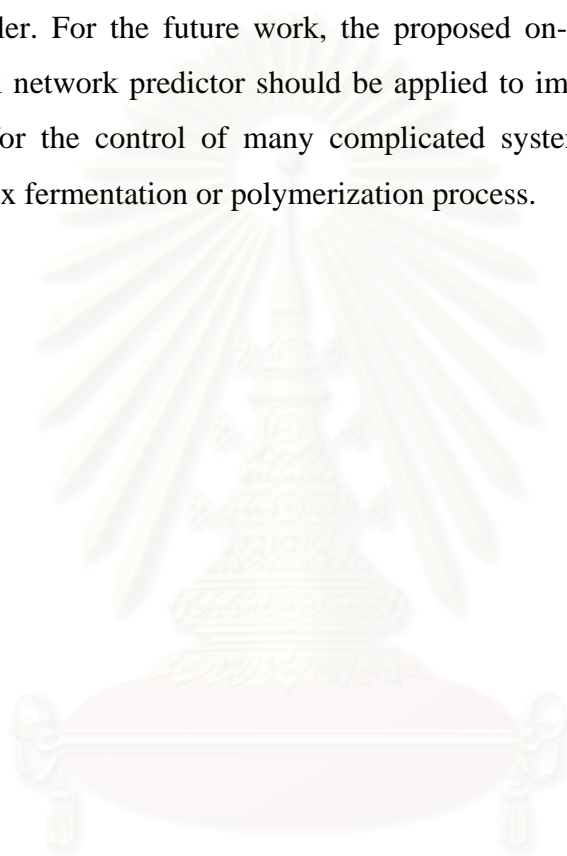 ler. For the future work, the proposed on-
network predictor should be applied to im
or the control of many complicated system
x fermentation or polymerization process.